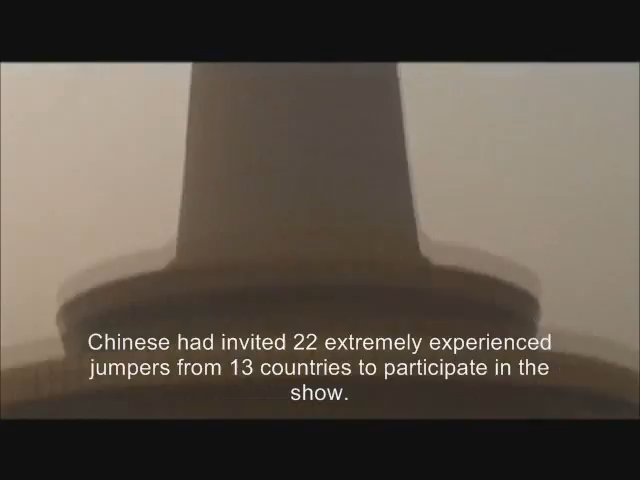 Chinese had invited 22 extremely experienced
jumpers from 13 countries to participate in the
show.